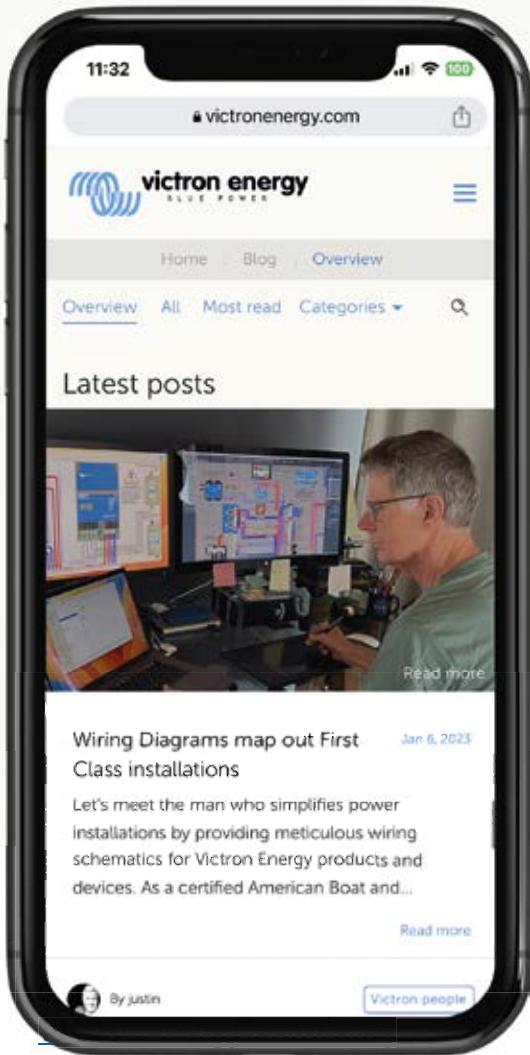 11:32
100
victronenergy.com
victron energy
BLUE POWER
Home Blog Overview
Overview All Most read Categories
Latest posts
Read more
Wiring Diagrams map out First
Jan 6, 2023
Class installations
Let's meet the man who simplifies power
installations by providing meticulous wiring
schematics for Victron Energy products and
devices. As a certified American Boat and...
Read more
By justin
Victron people